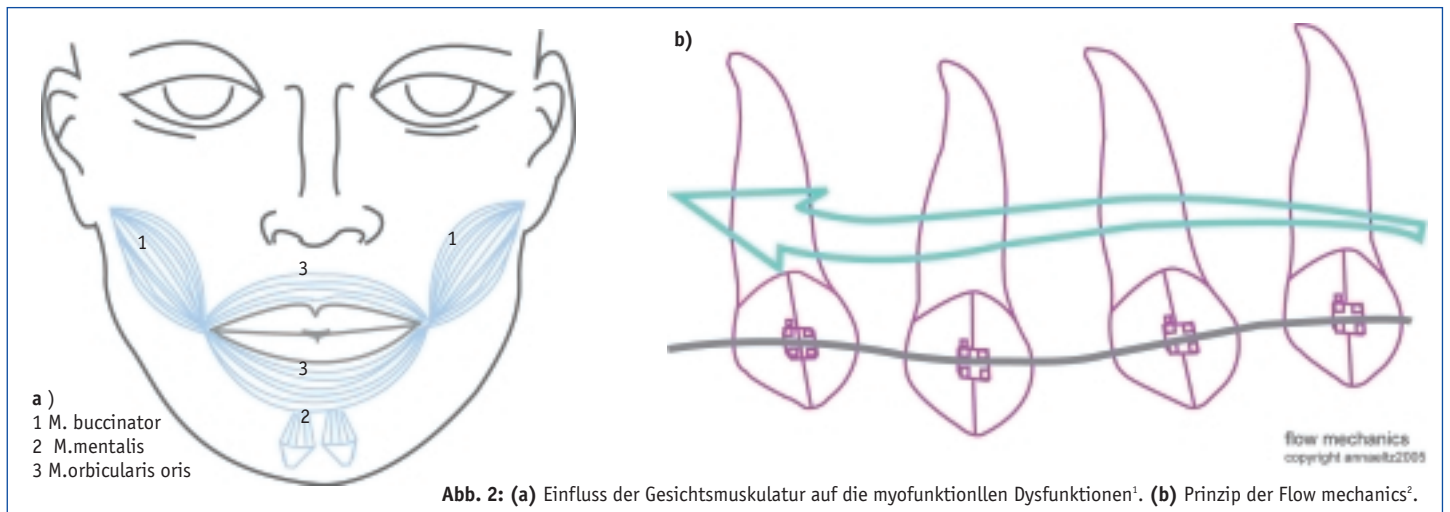 1
1
3
3
2
a )
1 M. buccinator
2 M.mentalis
3 M.orbicularis oris
b)
flow mechanics
copyright annaeltz2005
Abb. 2: (a) Einfluss der Gesichtsmuskulatur auf die myofunktionllen Dysfunktionen¹. (b) Prinzip der Flow mechanics².